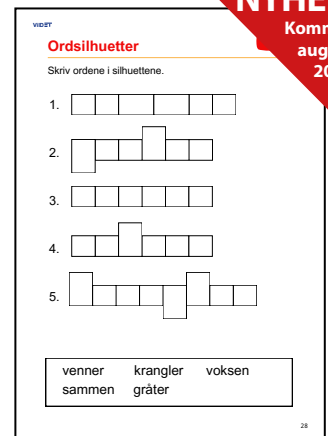 NYHE
Komm
aug
20
VIDET
Ordsilhuetter
Skriv ordene i silhuettene.
1.
2.
3.
4.
5.
venner krangler voksen
sammen gråter
28